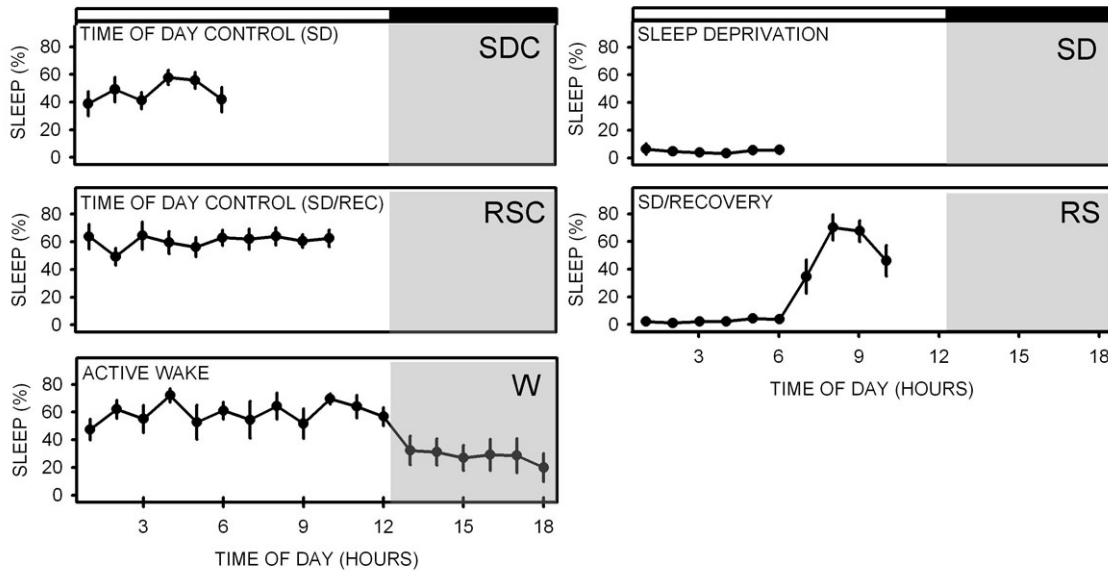 TIME OF DAY CONTROL (SD)
SDC
SLEEP (%)
80
60
40
20
0
SLEEP DEPRIVATION
SD
SLEEP (%)
80
60
40
20
0
TIME OF DAY CONTROL (SD/REC)
RSC
SLEEP (%)
80
60
40
20
0
SD/RECOVERY
RS
SLEEP (%)
80
60
40
20
0
3 6 9 12 15 18
TIME OF DAY (HOURS)
ACTIVE WAKE
W
SLEEP (%)
80
60
40
20
0
3 6 9 12 15 18
TIME OF DAY (HOURS)